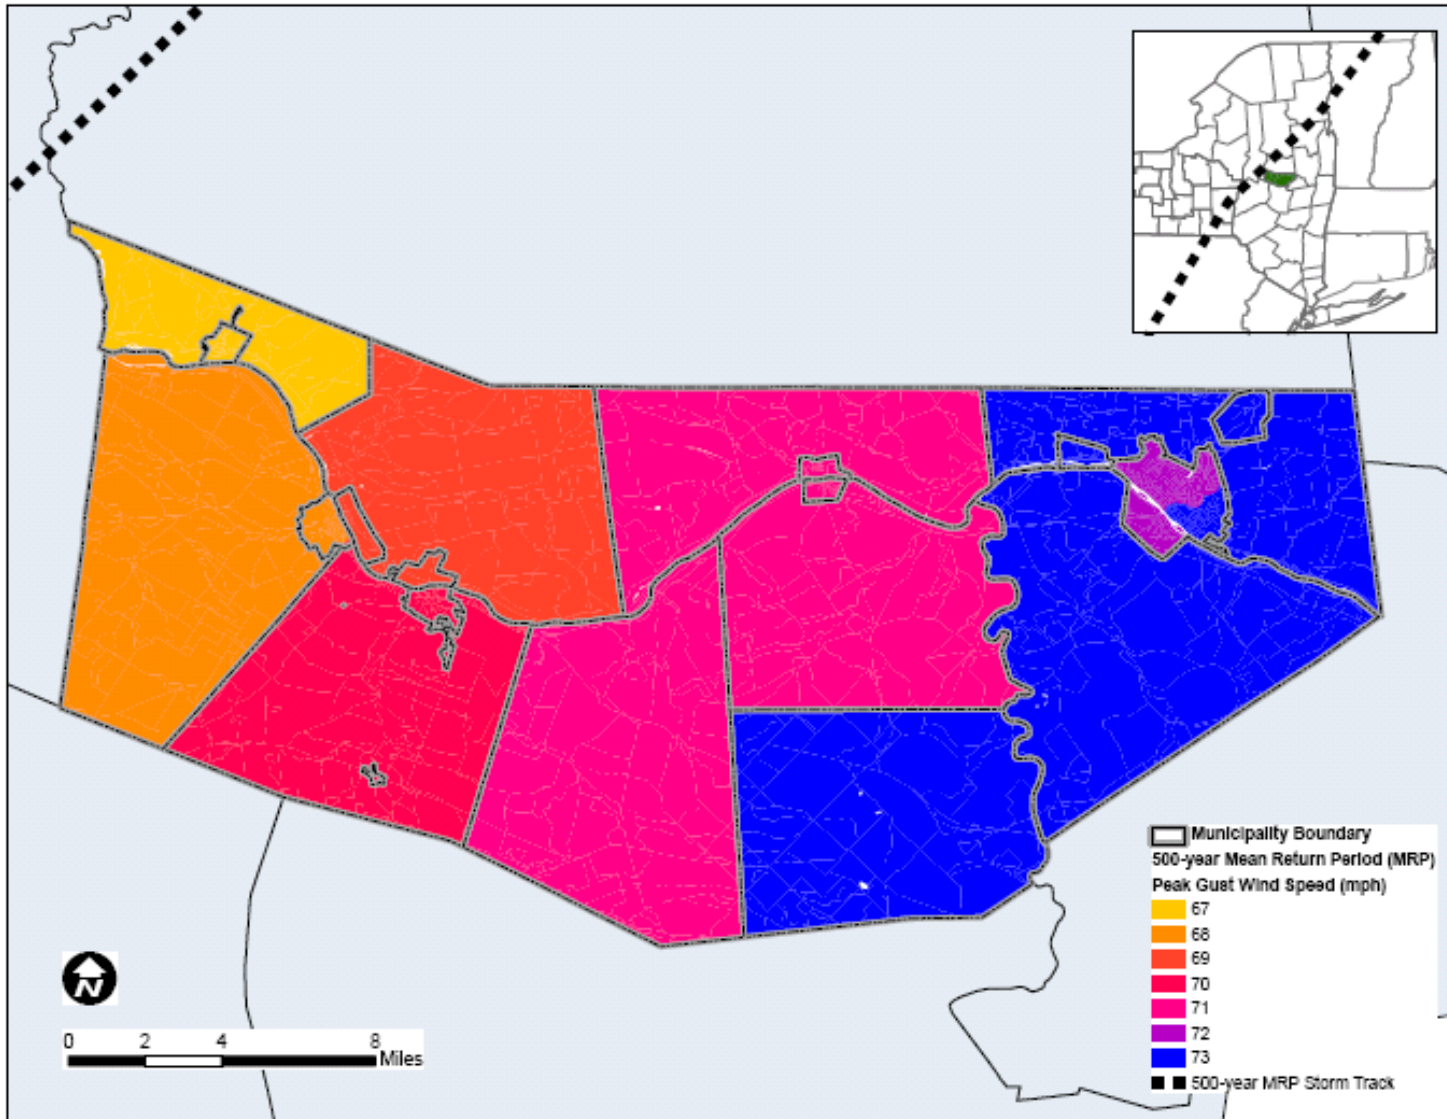 Municipality Boundary
500-year Mean Return Period (MRP)
Peak Gust Wind Speed (mph)
67
68
69
70
71
72
73
500-year MRP Storm Track
N
0 2 4 8
Miles